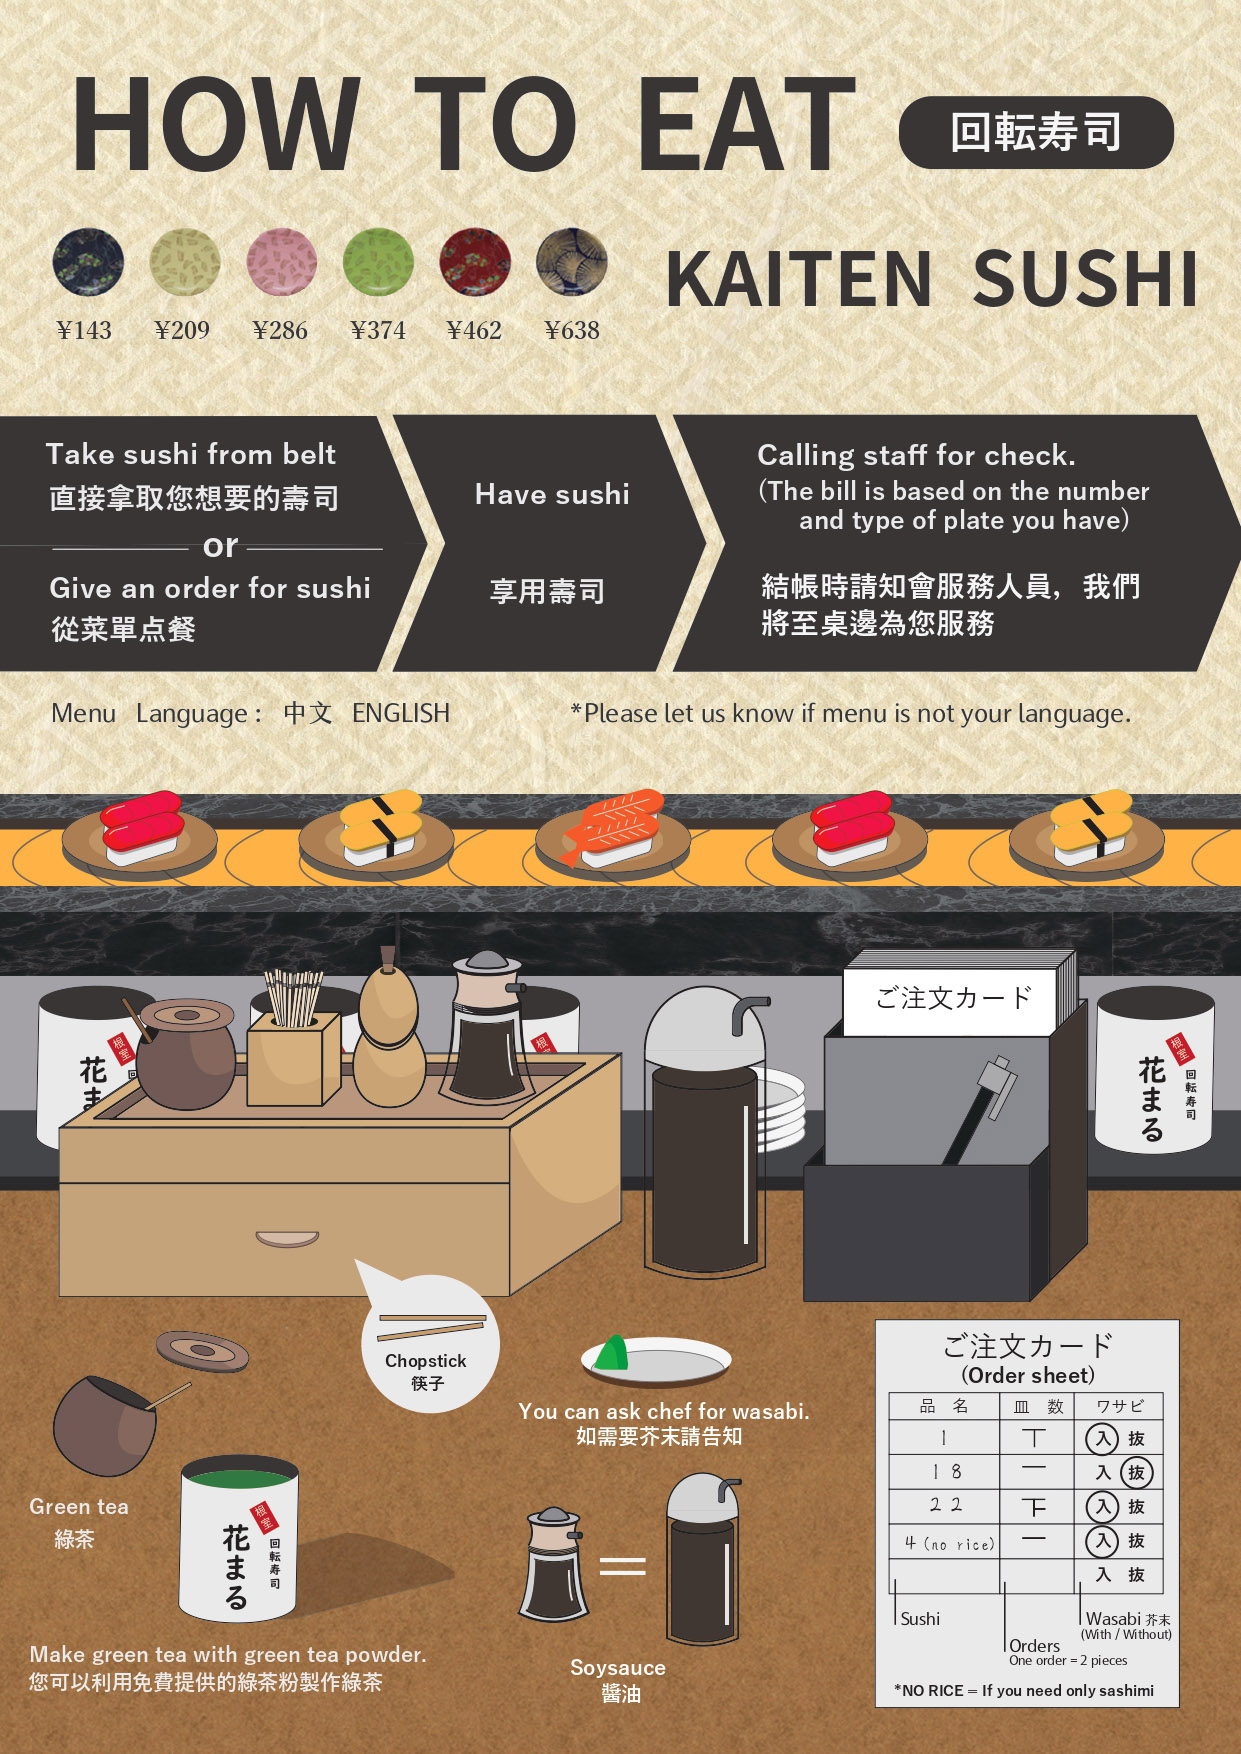 HOW TO EAT
回転寿司
KAITEN SUSHI
¥143 ¥209 ¥286 ¥374 ¥462 ¥638
Take sushi from belt
直接拿取您想要的壽司
or
Give an order for sushi
從菜單点餐
Have sushi
享用壽司
Calling staff for check.
(The bill is based on the number
and type of plate you have)
結帳時請知會服務人員，我們
將至桌邊為您服務
Menu Language : 中文 ENGLISH
*Please let us know if menu is not your language.
ご注文カード
根室
花ま
回
根室
根室
花まる
回転寿司
Chopstick
筷子
You can ask chef for wasabi.
如需要芥末請告知
Green tea
綠茶
根室
花まる
回転寿司
Make green tea with green tea powder.
您可以利用免費提供的綠茶粉製作綠茶
Soysauce
醬油
ご注文カード
(Order sheet)
品 名 皿 数 ワサビ
1 丅 入 抜
18 一 入 抜
22 下 入 抜
4 (no rice) 一 入 抜
入 抜
Sushi
Orders
One order = 2 pieces
Wasabi 芥末
(With / Without)
*NO RICE = If you need only sashimi